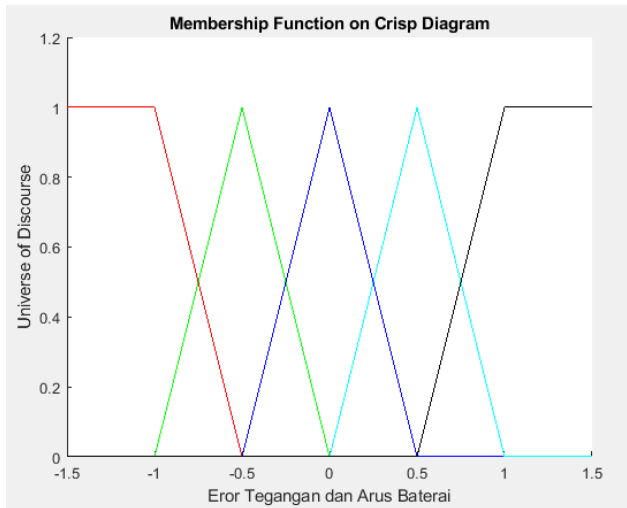 Membership Function on Crisp Diagram
1.2
1
0.8
0.6
0.4
0.2
0
Universe of Discourse
-1.5 -1 -0.5 0 0.5 1 1.5
Eror Tegangan dan Arus Baterai